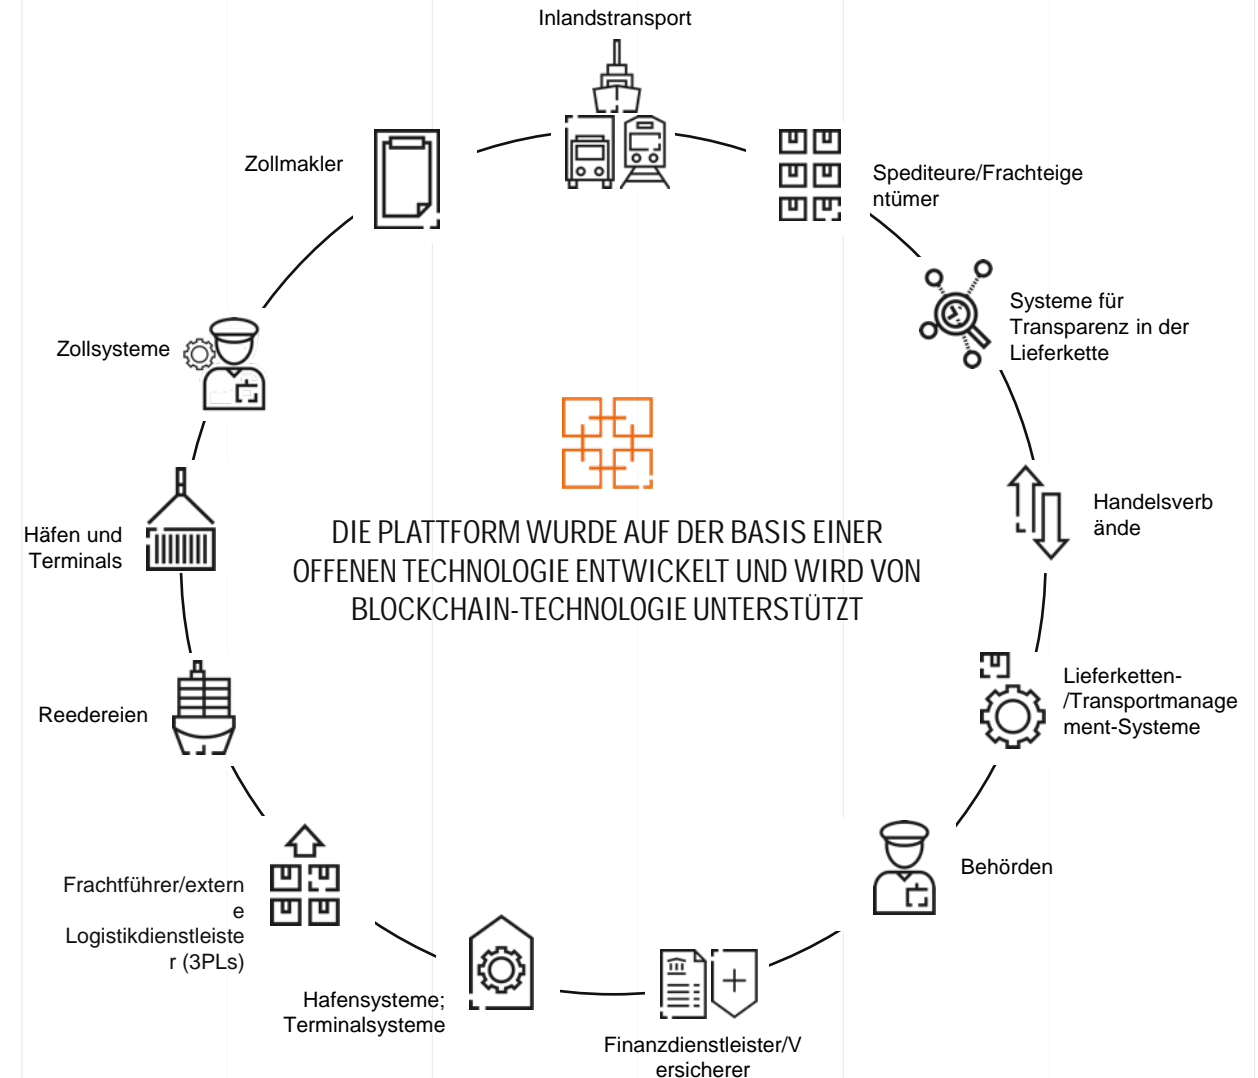 Inlandstransport
Zollmakler
Spediteure/Frachteige
ntümer
Systeme für
Transparenz in der
Lieferkette
Zollsysteme
Handelsverb
ände
Häfen und
Terminals
DIE PLATTFORM WURDE AUF DER BASIS EINER
OFFENEN TECHNOLOGIE ENTWICKELT UND WIRD VON
BLOCKCHAIN-TECHNOLOGIE UNTERSTÜTZT
Lieferketten-
/Transportmanage
ment-Systeme
Reedereien
Behörden
Frachtführer/extern
e
Logistikdienstleiste
r (3PLs)
Hafensysteme;
Terminalsysteme
Finanzdienstleister/V
ersicherer